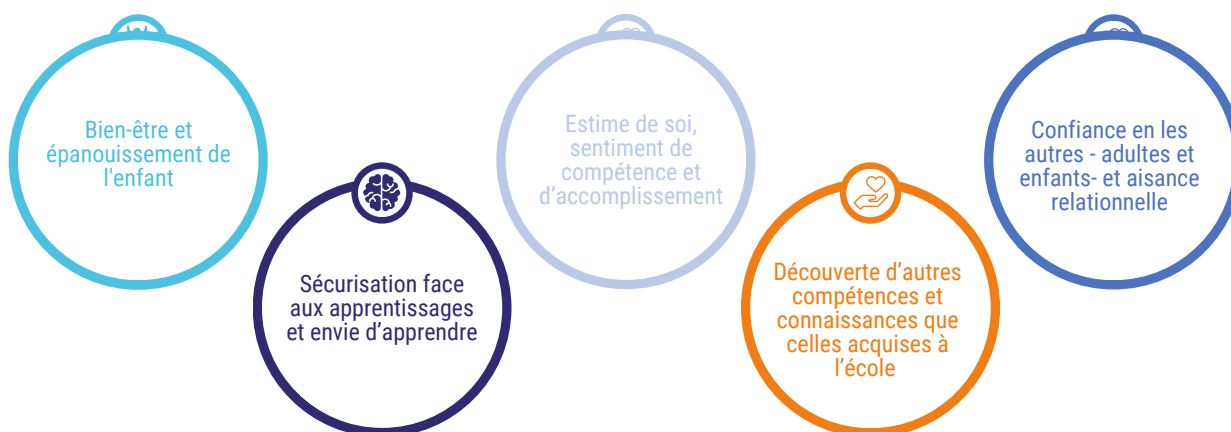 Bien-être et
épanouissement de
l'enfant
Sécurisation face
aux apprentissages
et envie d’apprendre
Estime de soi,
sentiment de
compétence et
d’accomplissement
Découverte d’autres
compétences et
connaissances que
celles acquises à
l’école
Confiance en les
autres - adultes et
enfants- et aisance
relationnelle